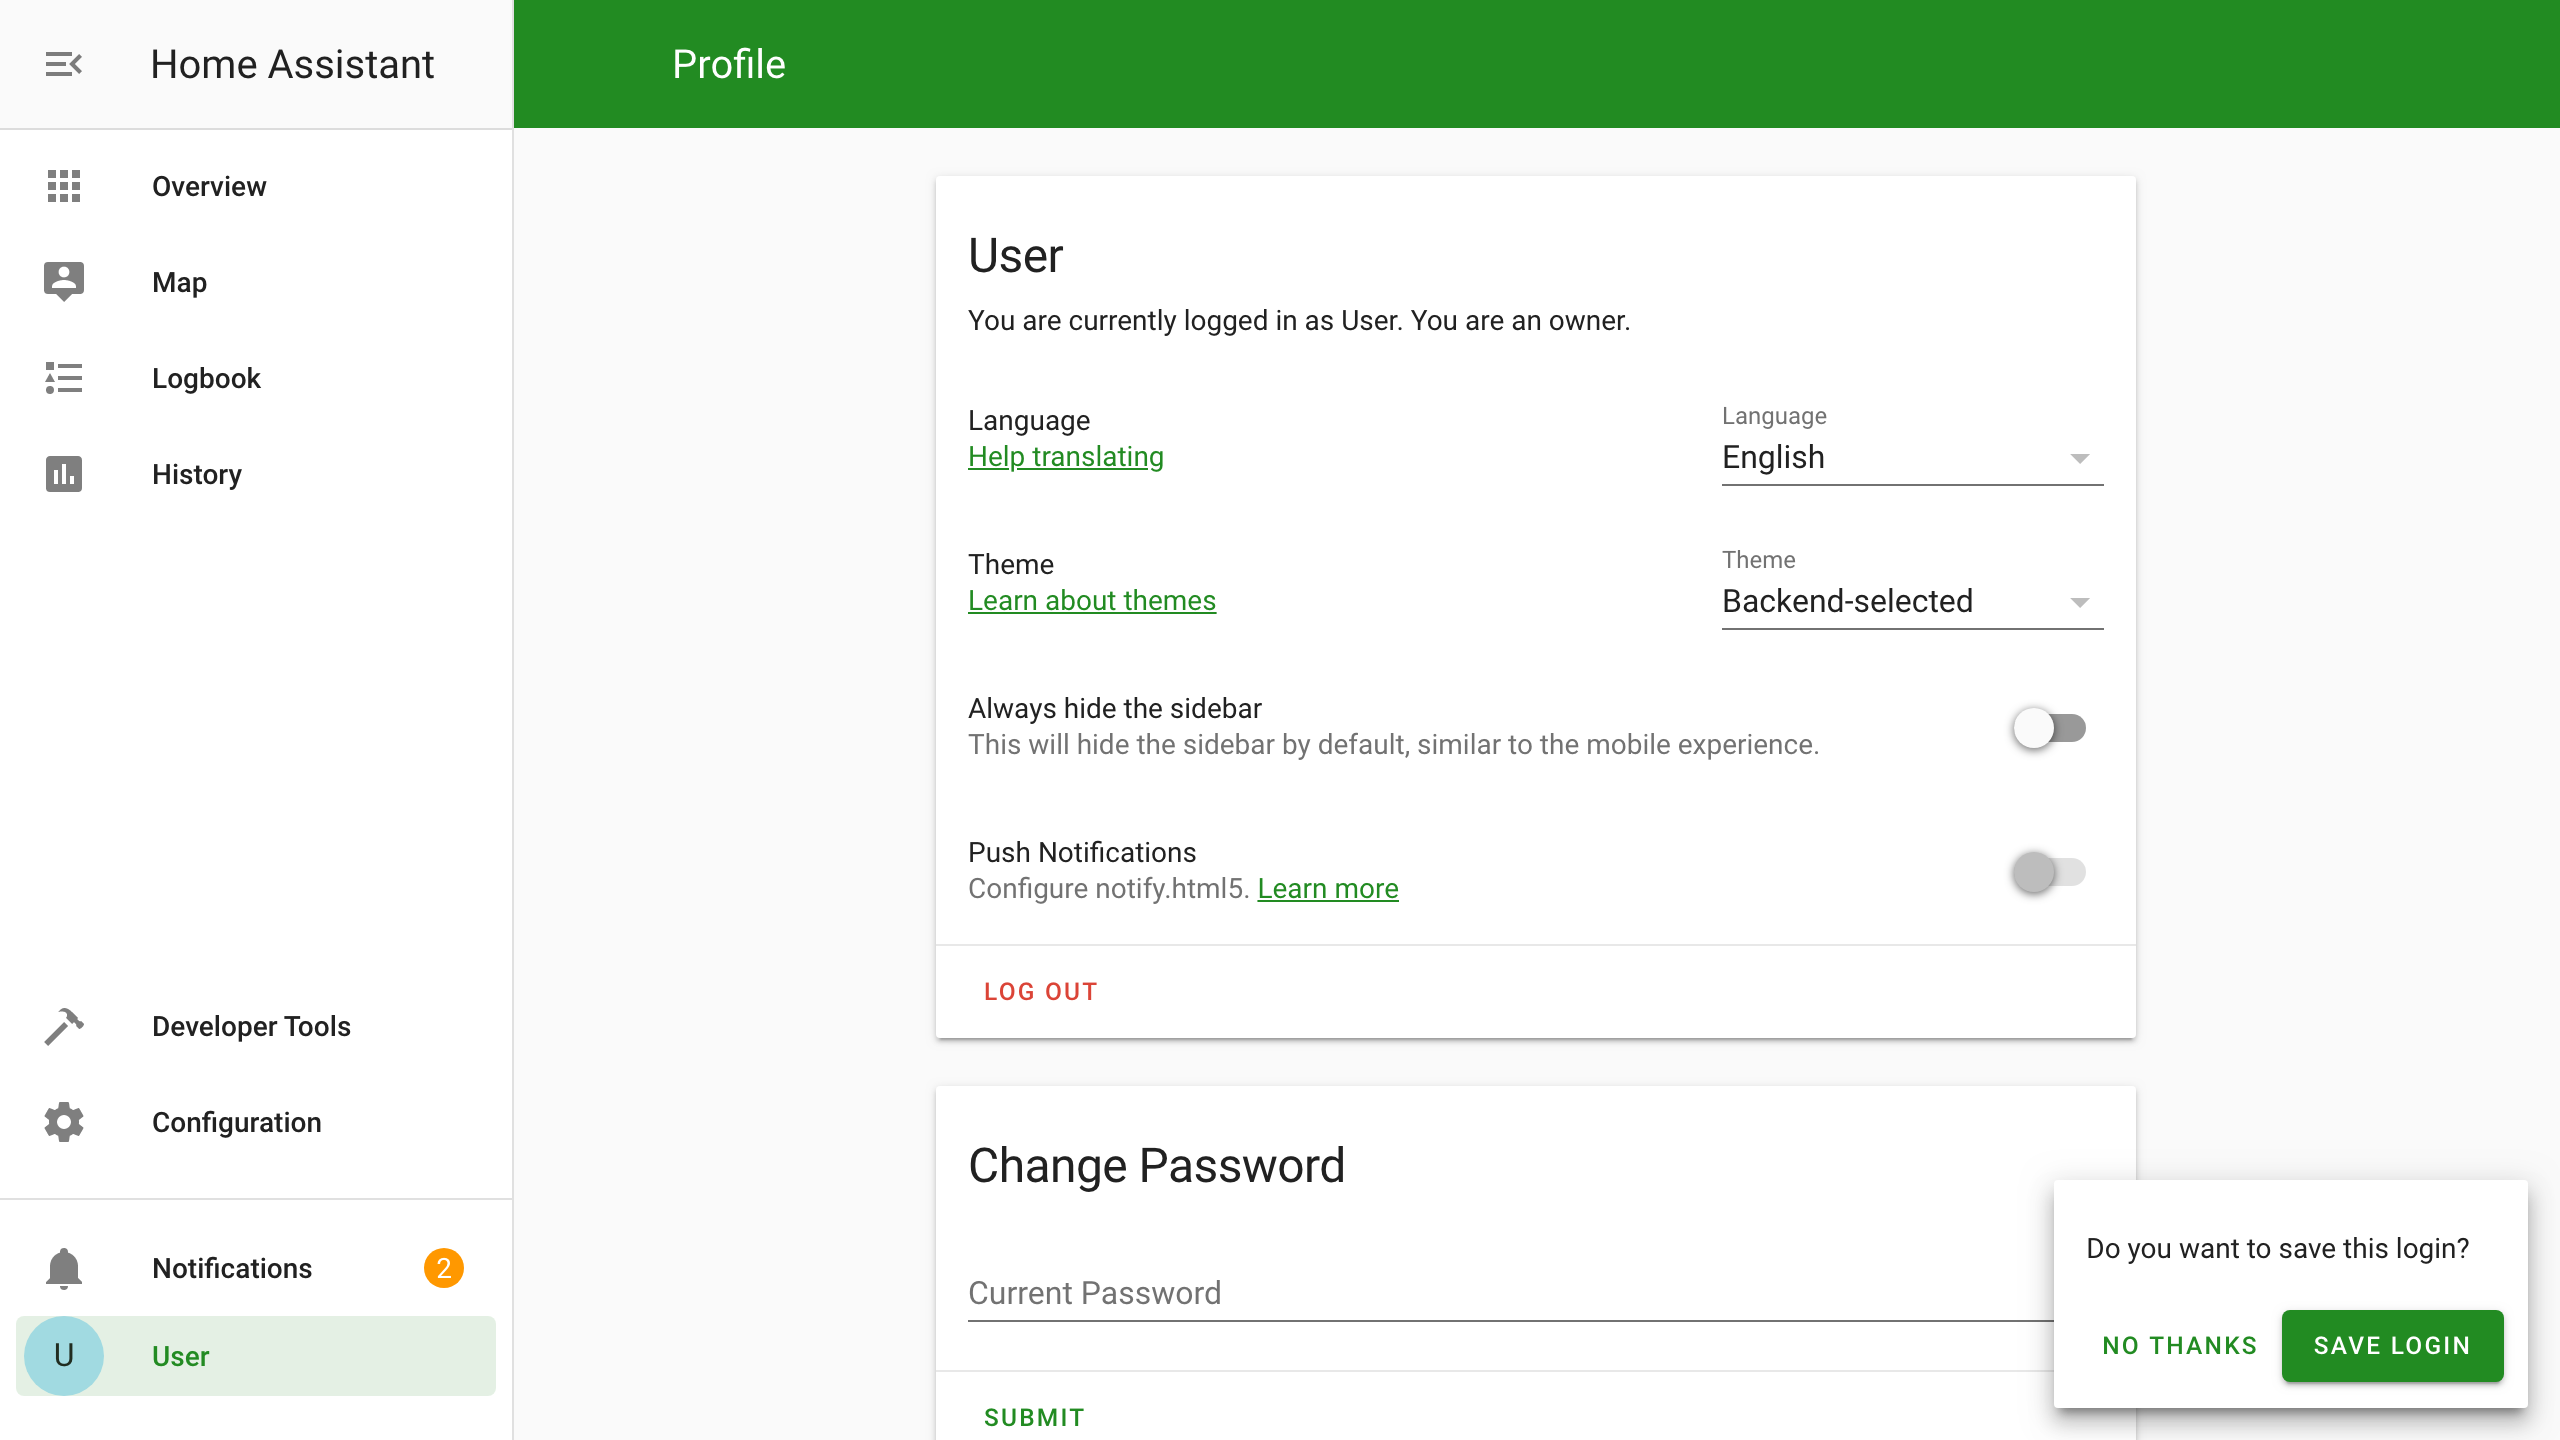 Home Assistant
Profile
Overview
Map
Logbook
History
Developer Tools
Configuration
Notifications
2
U
User
User
You are currently logged in as User. You are an owner.
Language
Help translating
Language
English
Theme
Learn about themes
Theme
Backend-selected
Always hide the sidebar
This will hide the sidebar by default, similar to the mobile experience.
Push Notifications
Configure notify.html5. Learn more
LOG OUT
Change Password
Current Password
SUBMIT
Do you want to save this login?
NO THANKS
SAVE LOGIN